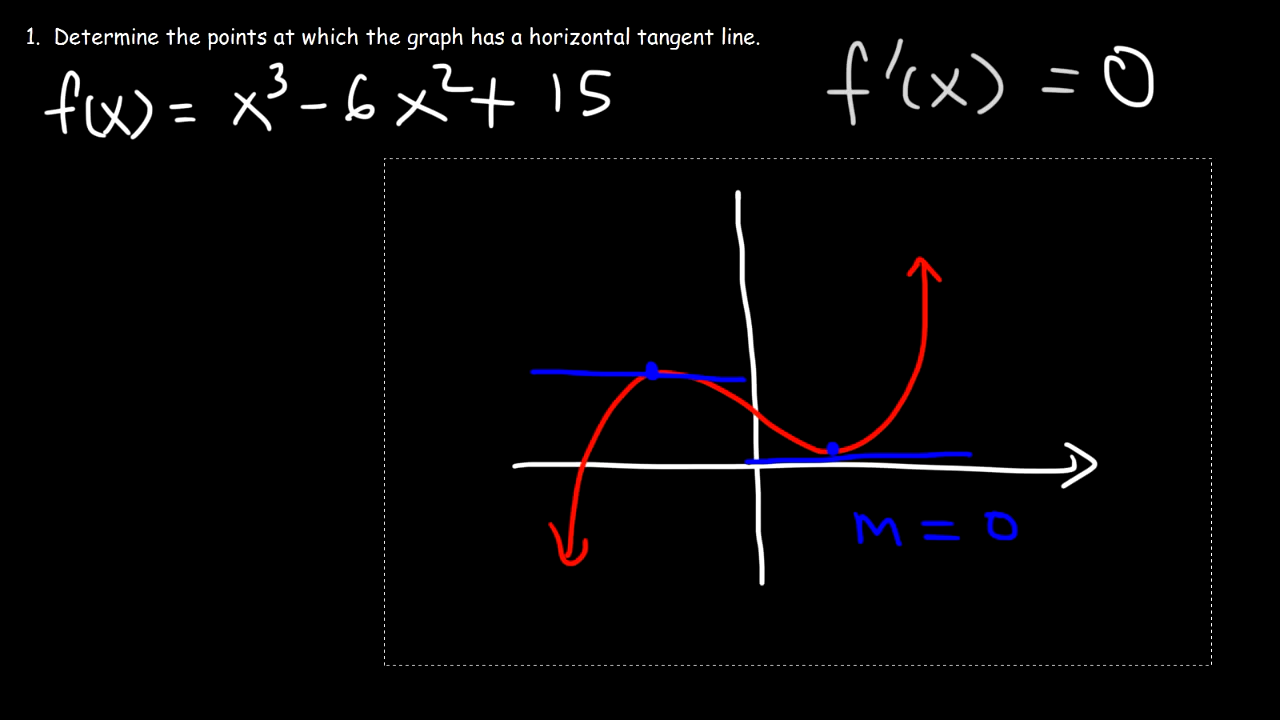 1. Determine the points at which the graph has a horizontal tangent line.
f(x) = x³ - 6x² + 15
f'(x) = 0
m = 0